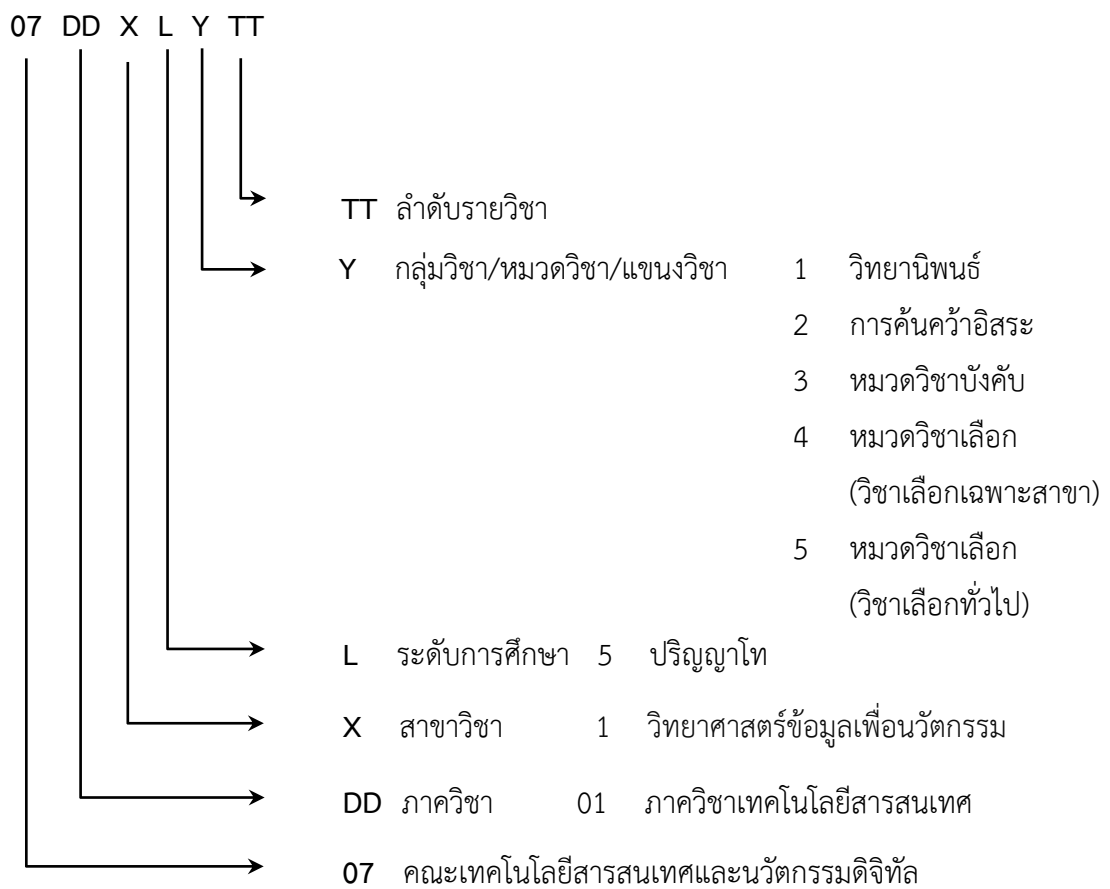 07 DD X L Y TT
TT ลำดับรายวิชา
Y กลุ่มวิชา/หมวดวิชา/แขนงวิชา 1 วิทยานิพนธ์
2 การค้นคว้าอิสระ
3 หมวดวิชาบังคับ
4 หมวดวิชาเลือก
(วิชาเลือกเฉพาะสาขา)
5 หมวดวิชาเลือก
(วิชาเลือกทั่วไป)
L ระดับการศึกษา 5 ปริญญาโท
X สาขาวิชา 1 วิทยาศาสตร์ข้อมูลเพื่อนวัตกรรม
DD ภาควิชา 01 ภาควิชาเทคโนโลยีสารสนเทศ
07 คณะเทคโนโลยีสารสนเทศและนวัตกรรมดิจิทัล